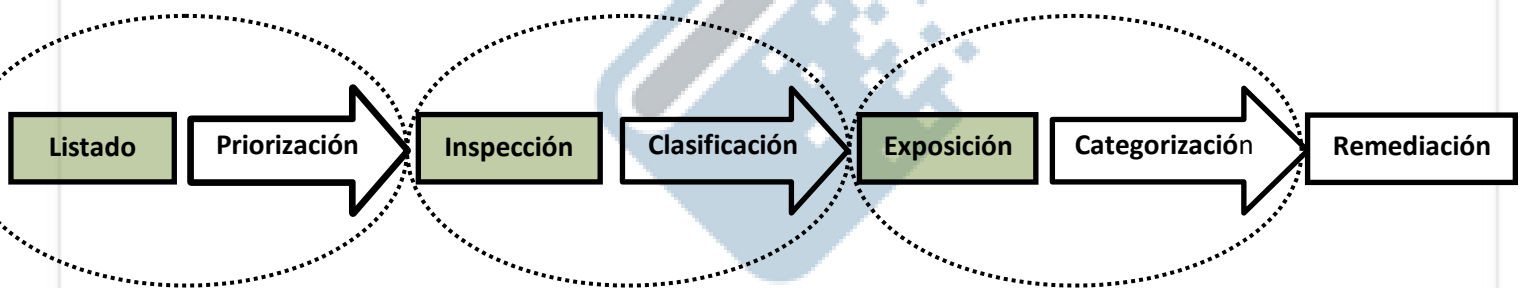 Listado
Priorización
Inspección
Clasificación
Exposición
Categorización
Remediación